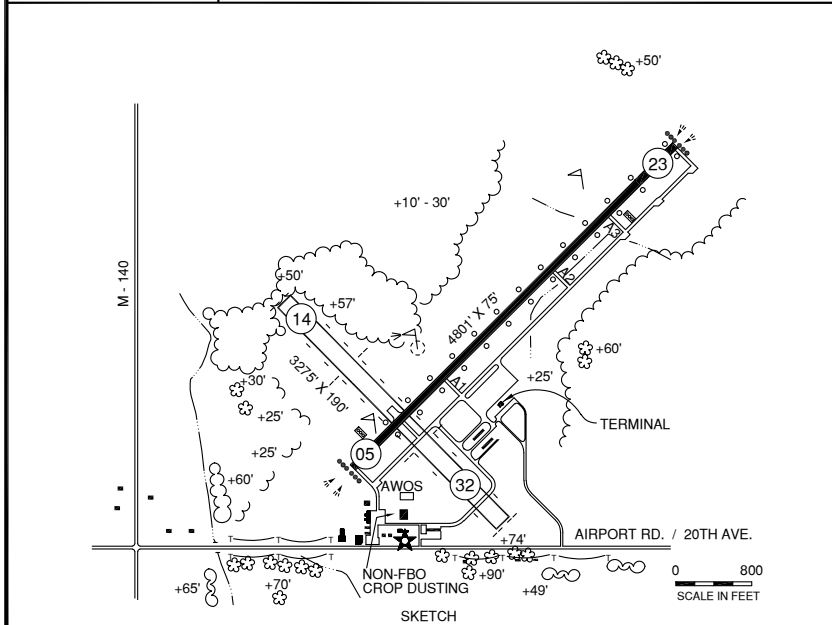 +50'
23
+10' - 30'
A3
M - 140
A2
+50'
14
+57'
4801' X 75'
+60'
3275' X 190'
+30'
A1
+25'
+25'
TERMINAL
+25'
05
+60'
AWOS
32
AIRPORT RD. / 20TH AVE.
+74'
T T T
T T T
NON-FBO
CROP DUSTING
+90'
+65'
+70'
+49'
0 800
SCALE IN FEET
SKETCH